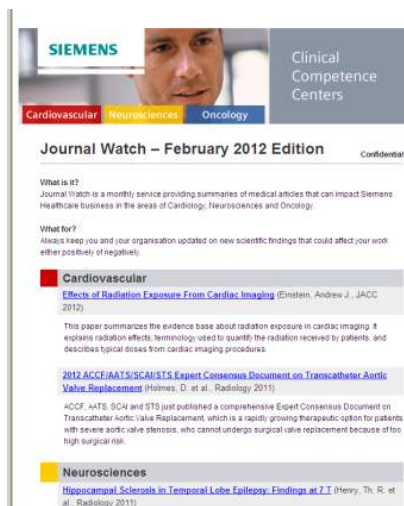 SIEMENS
Clinical
Competence
Centers
Cardiovascular Neurosciences Oncology
Journal Watch – February 2012 Edition Confidential
What is it?
Journal Watch is a monthly service providing summaries of medical articles that can impact Siemens
Healthcare business in the areas of Cardiology, Neurosciences and Oncology.
What for?
Always keep you and your organisation updated on new scientific findings that could affect your work
either positively of negatively.
Cardiovascular
Effects of Radiation Exposure From Cardiac Imaging (Einstein, Andrew J., JACC
2012)
This paper summarizes the evidence base about radiation exposure in cardiac imaging. It
explains radiation effects, terminology used to quantify the radiation received by patients, and
describes typical doses from cardiac imaging procedures.
2012 ACCF/AATS/SCAI/STS Expert Consensus Document on Transcatheter Aortic
Valve Replacement (Holmes, D. et al., Radiology 2011)
ACCF, AATS, SCAI and STS just published a comprehensive Expert Consensus Document on
Transcatheter Aortic Valve Replacement, which is a rapidly growing therapeutic option for patients
with severe aortic valve stenosis, who cannot undergo surgical valve replacement because of too
high surgical risk.
Neurosciences
Hippocampal Sclerosis in Temporal Lobe Epilepsy: Findings at 7 T (Henry, Th. R. et
al., Radiology 2011)